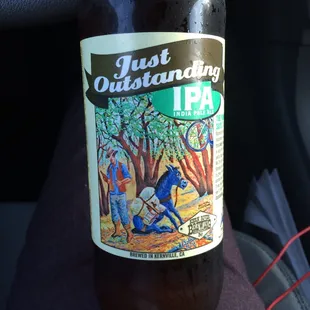 Just
Outstanding
IPA
INDIA PALE ALE
BREWED IN KERNVILLE, CA